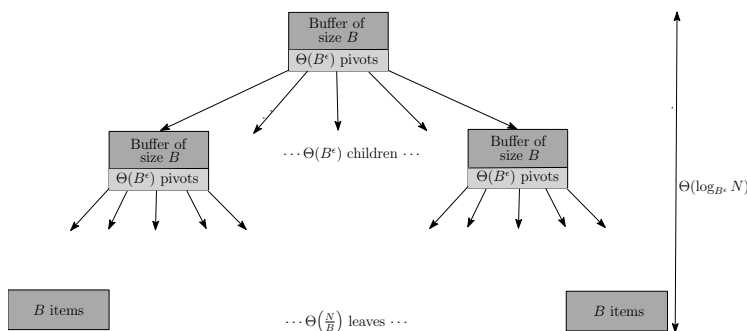 Buffer of
size B
Θ(B^ϵ) pivots
Buffer of
size B
Θ(B^ϵ) pivots
··· Θ(B^ϵ) children ···
Buffer of
size B
Θ(B^ϵ) pivots
Θ(log_{B^ϵ} N)
B items
··· Θ(N/B) leaves ···
B items